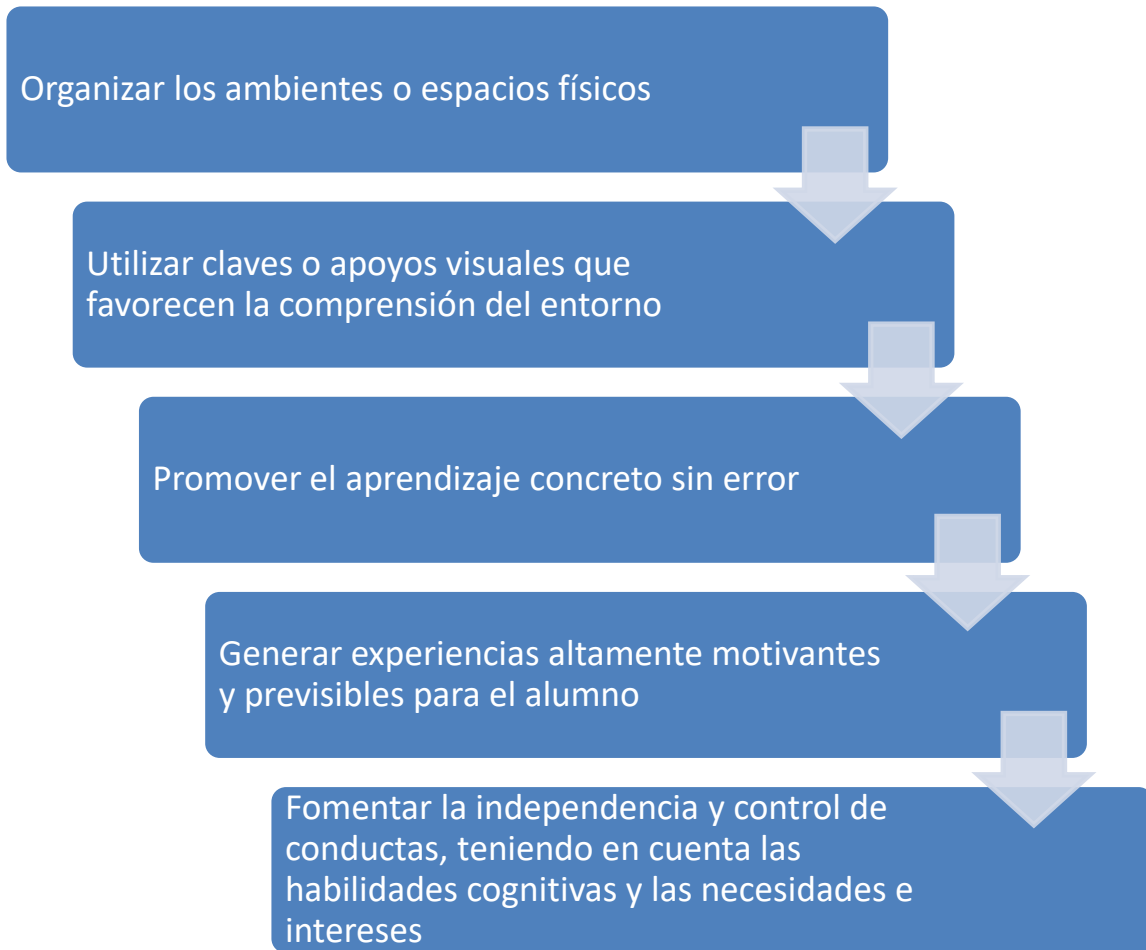 Organizar los ambientes o espacios físicos
Utilizar claves o apoyos visuales que
favorecen la comprensión del entorno
Promover el aprendizaje concreto sin error
Generar experiencias altamente motivantes
y previsibles para el alumno
Fomentar la independencia y control de
conductas, teniendo en cuenta las
habilidades cognitivas y las necesidades e
intereses